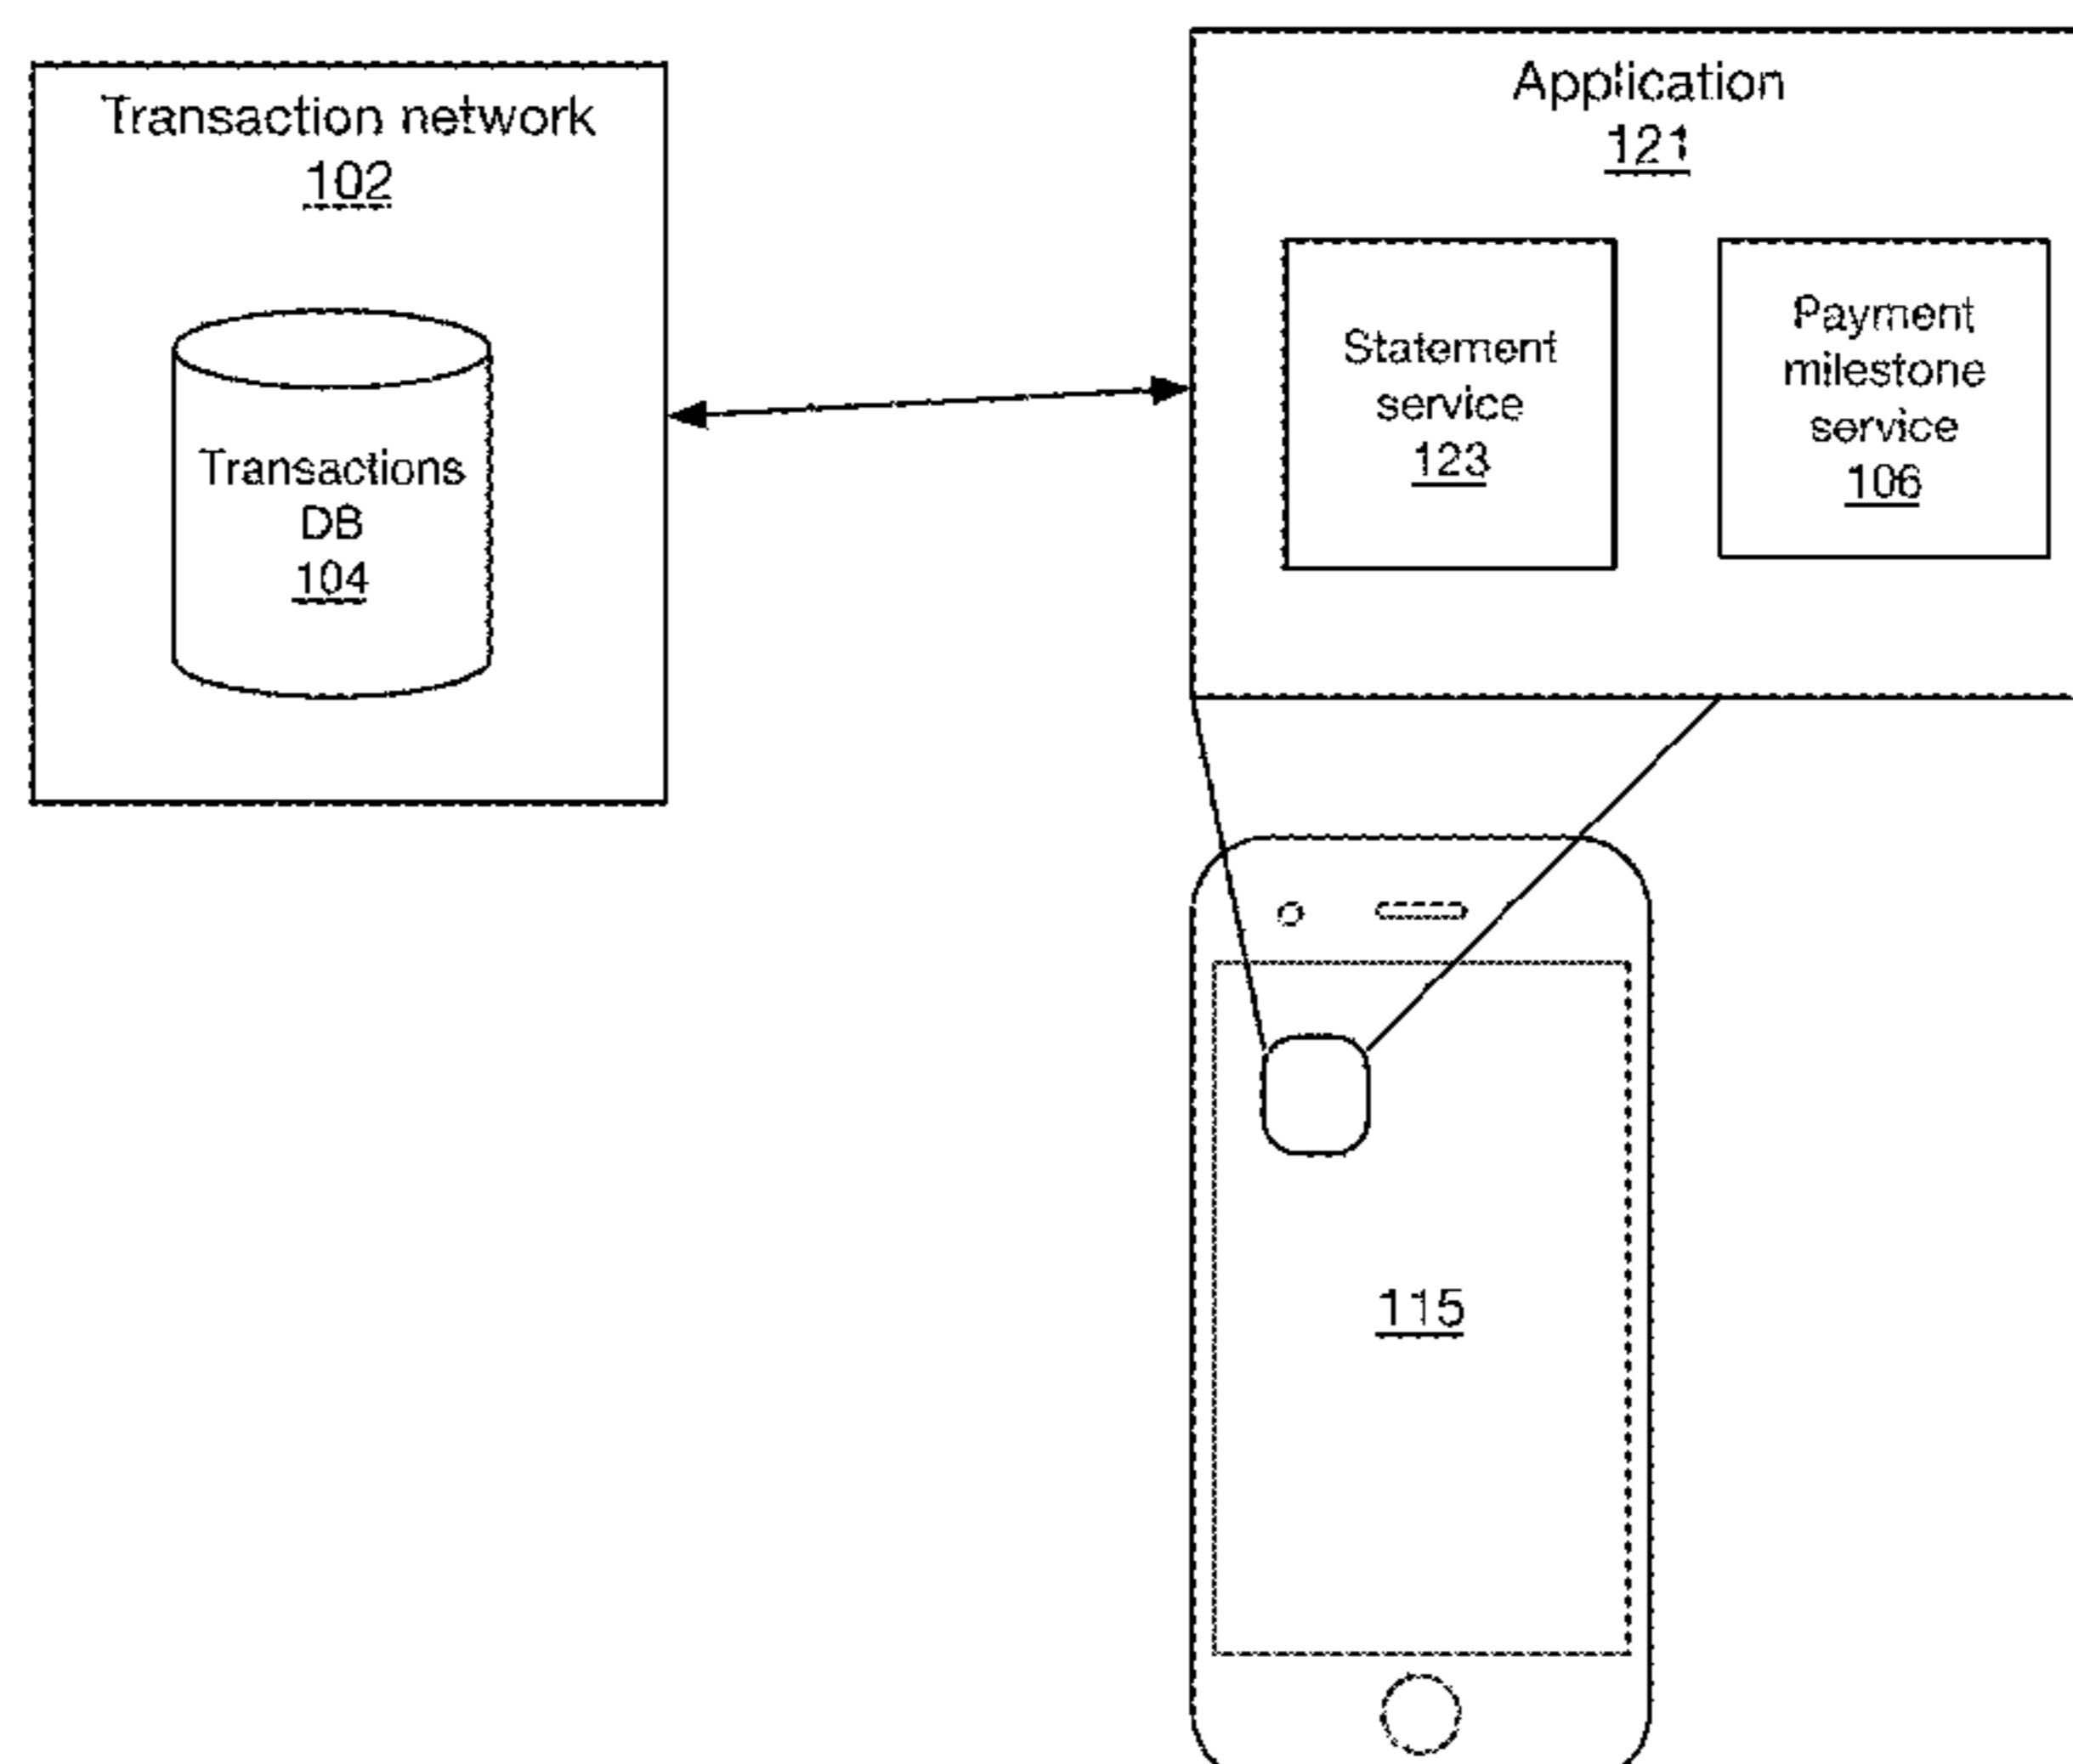 Transaction network
102
Transactions
DB
104
Application
121
Statement
service
123
Payment
milestone
service
106
115